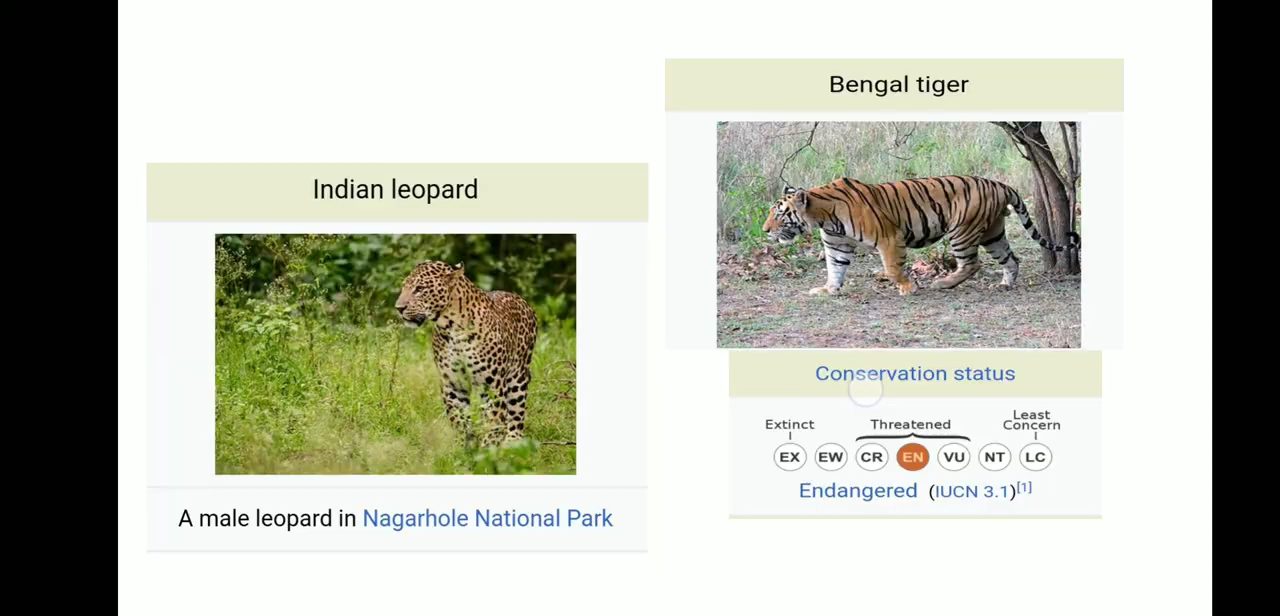 Indian leopard
A male leopard in Nagarhole National Park
Bengal tiger
Conservation status
Extinct
Threatened
Least
Concern
EX EW CR EN VU NT LC
Endangered (IUCN 3.1)[1]